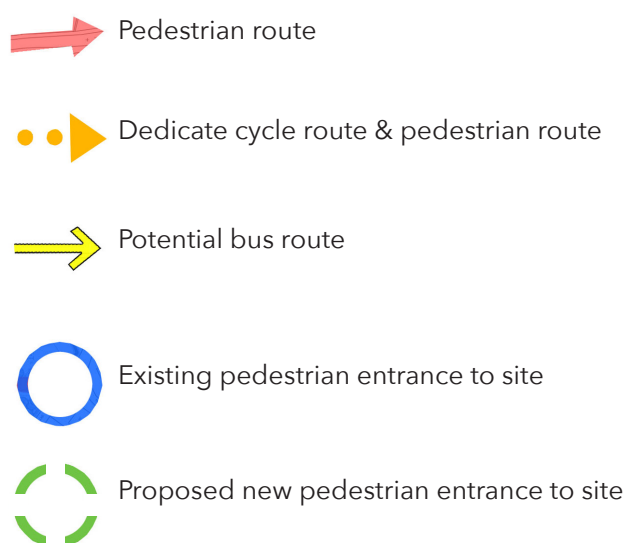 Pedestrian route
Dedicate cycle route & pedestrian route
Potential bus route
Existing pedestrian entrance to site
Proposed new pedestrian entrance to site